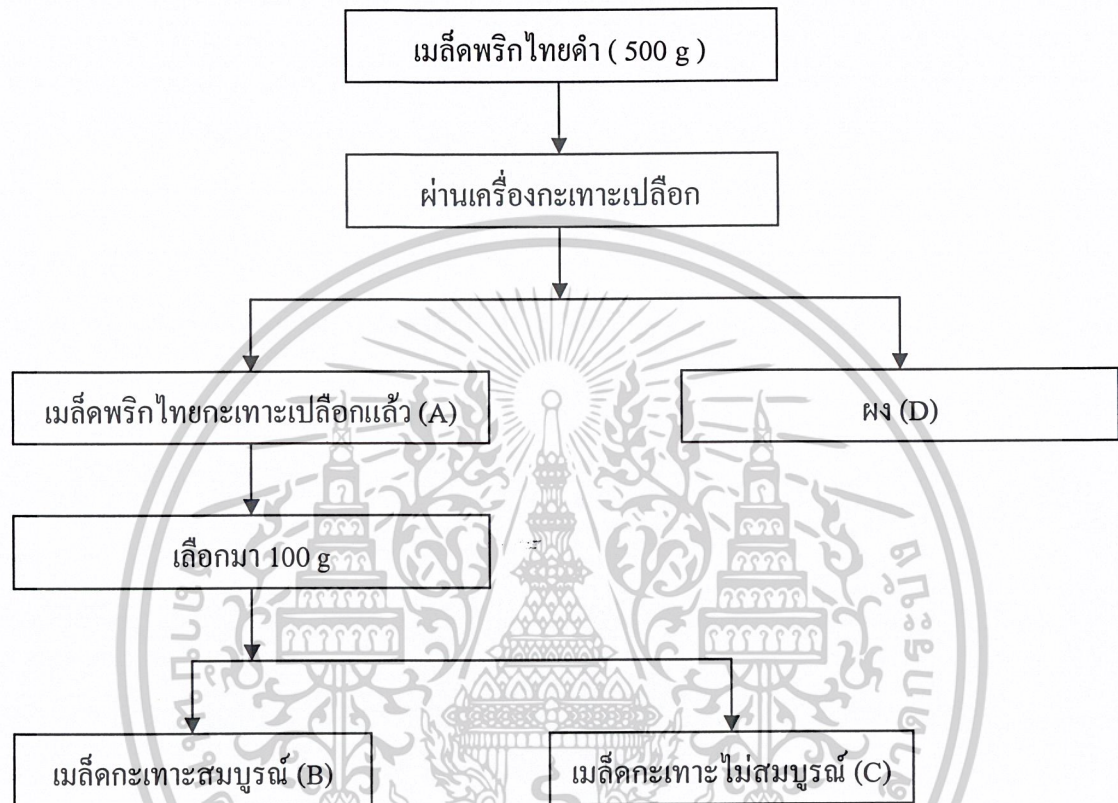 เมล็ดพริกไทยดำ ( 500 g )
ผ่านเครื่องกะเทาะเปลือก
เมล็ดพริกไทยกะเทาะเปลือกแล้ว (A)
ผง (D)
เลือกมา 100 g
เมล็ดกะเทาะสมบูรณ์ (B)
เมล็ดกะเทาะไม่สมบูรณ์ (C)